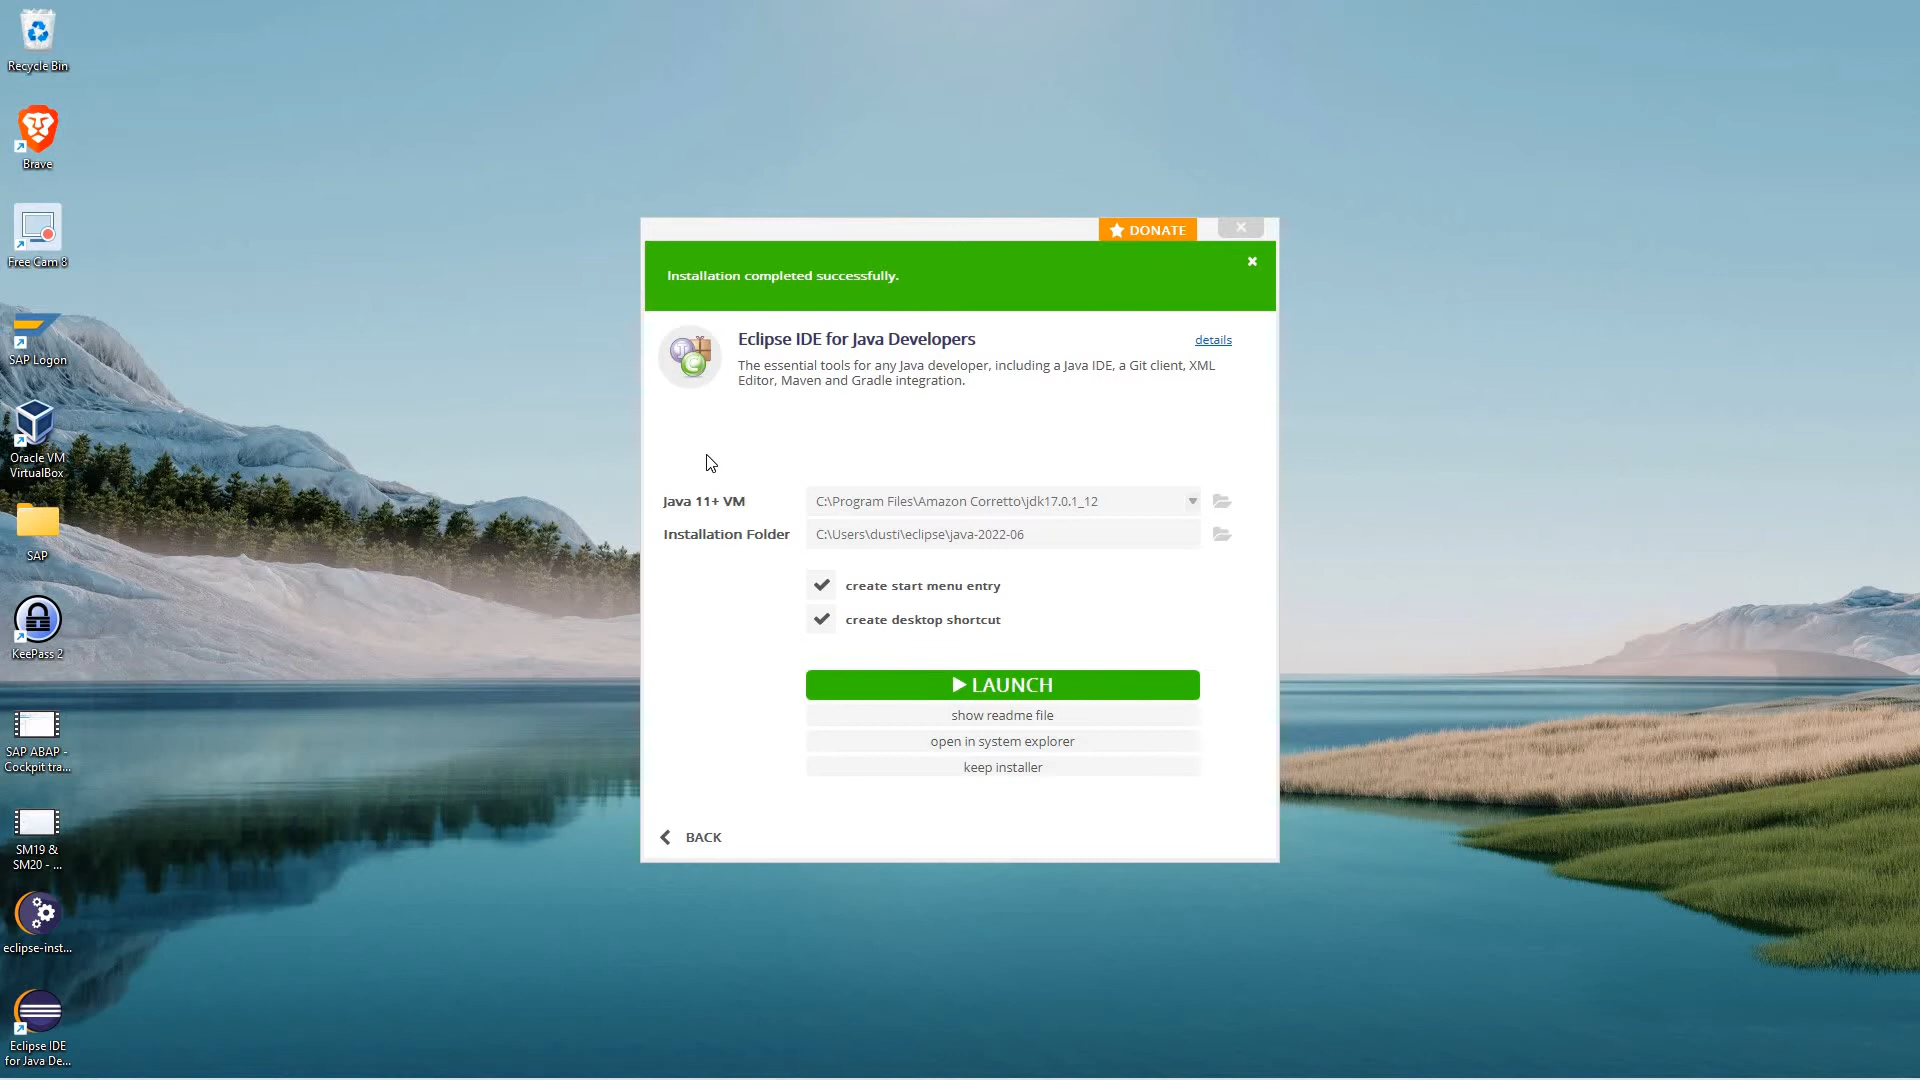 Recycle Bin
Brave
Free Cam 8
SAP Logon
Oracle VM
VirtualBox
SAP
KeePass 2
SAP ABAP -
Cockpit tra...
SM19 &
SM20 - ...
eclipse-inst...
Eclipse IDE
for Java De...
DONATE
Installation completed successfully.
Eclipse IDE for Java Developers
details
The essential tools for any Java developer, including a Java IDE, a Git client, XML
Editor, Maven and Gradle integration.
Java 11+ VM
C:\Program Files\Amazon Corretto\jdk17.0.1_12
Installation Folder
C:\Users\dusti\eclipse\java-2022-06
create start menu entry
create desktop shortcut
LAUNCH
show readme file
open in system explorer
keep installer
BACK